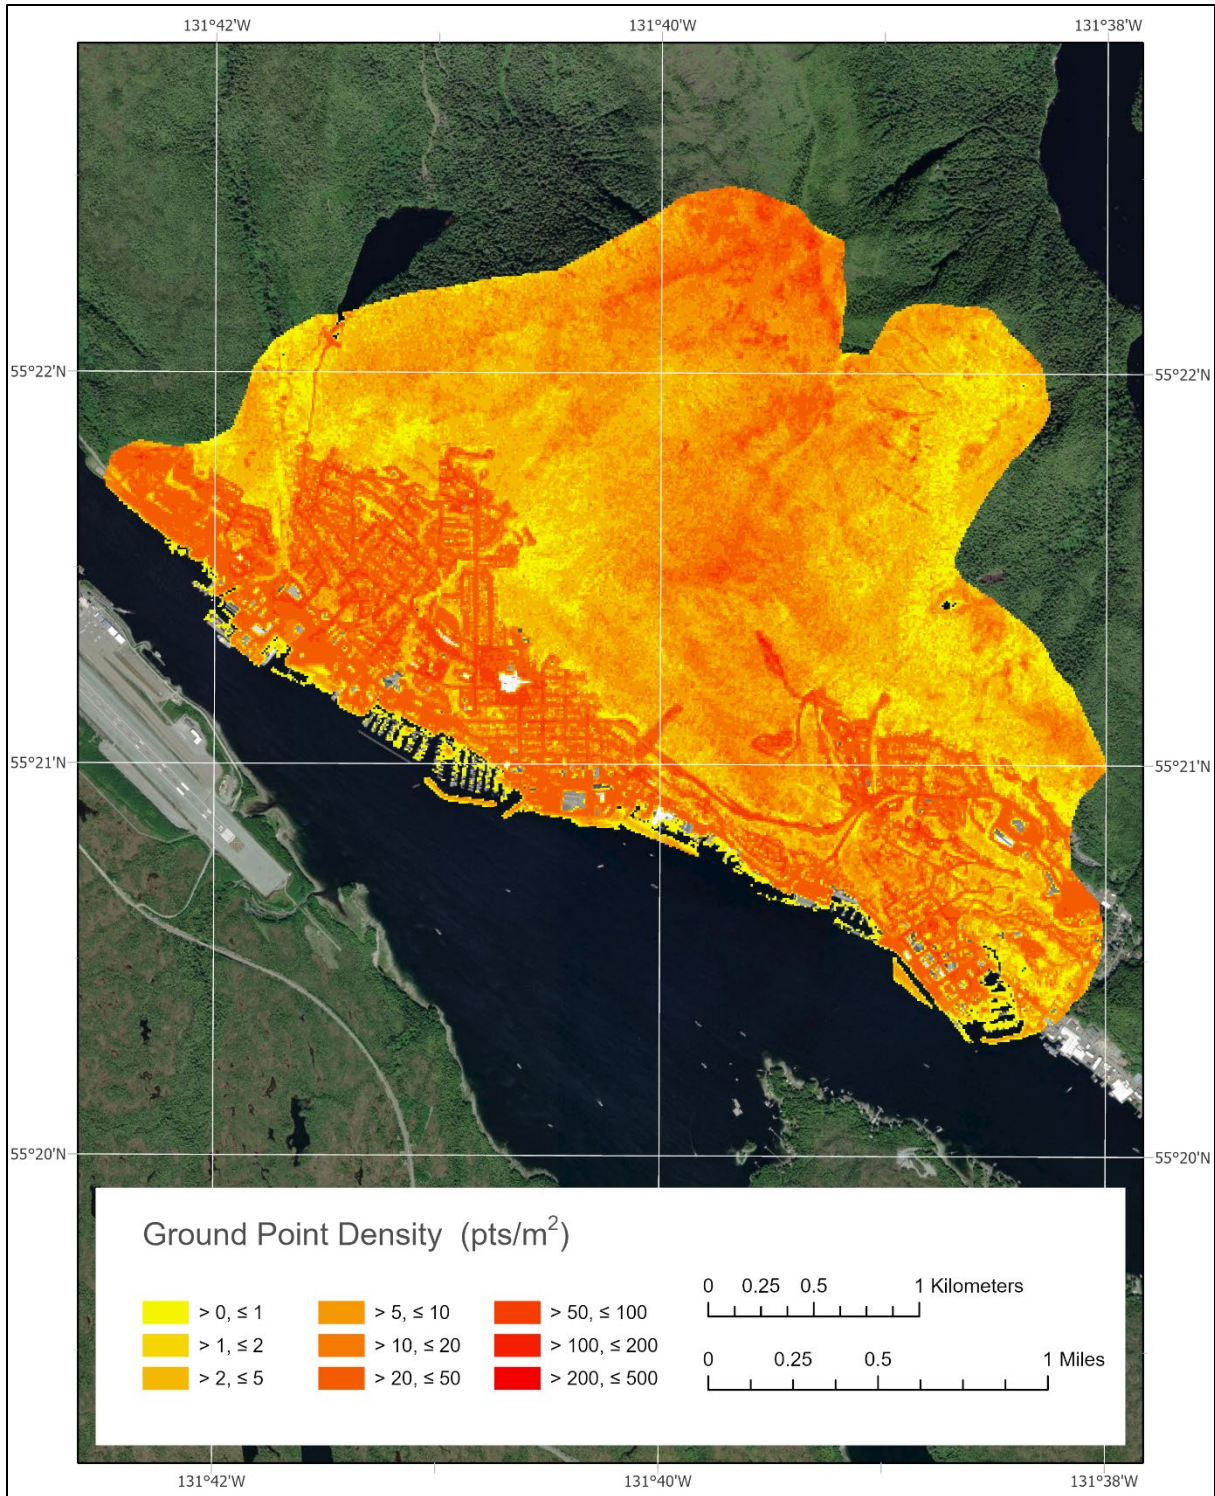 131°42'W 131°40'W 131°38'W
55°22'N 55°22'N
55°21'N 55°21'N
55°20'N 55°20'N
Ground Point Density (pts/m²)
> 0, ≤ 1 > 5, ≤ 10 > 50, ≤ 100
> 1, ≤ 2 > 10, ≤ 20 > 100, ≤ 200
> 2, ≤ 5 > 20, ≤ 50 > 200, ≤ 500
0 0.25 0.5 1 Kilometers
0 0.25 0.5 1 Miles
131°42'W 131°40'W 131°38'W